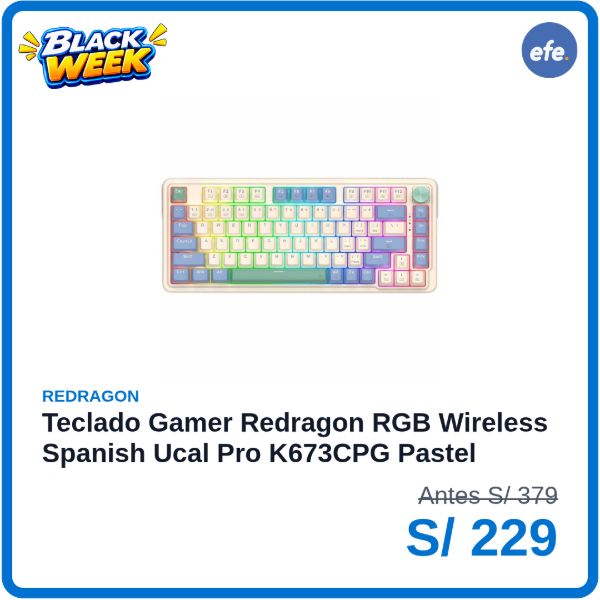 BLACK
WEEK
efe.
REDRAGON
Teclado Gamer Redragon RGB Wireless
Spanish Ucal Pro K673CPG Pastel
Antes S/ 379
S/ 229